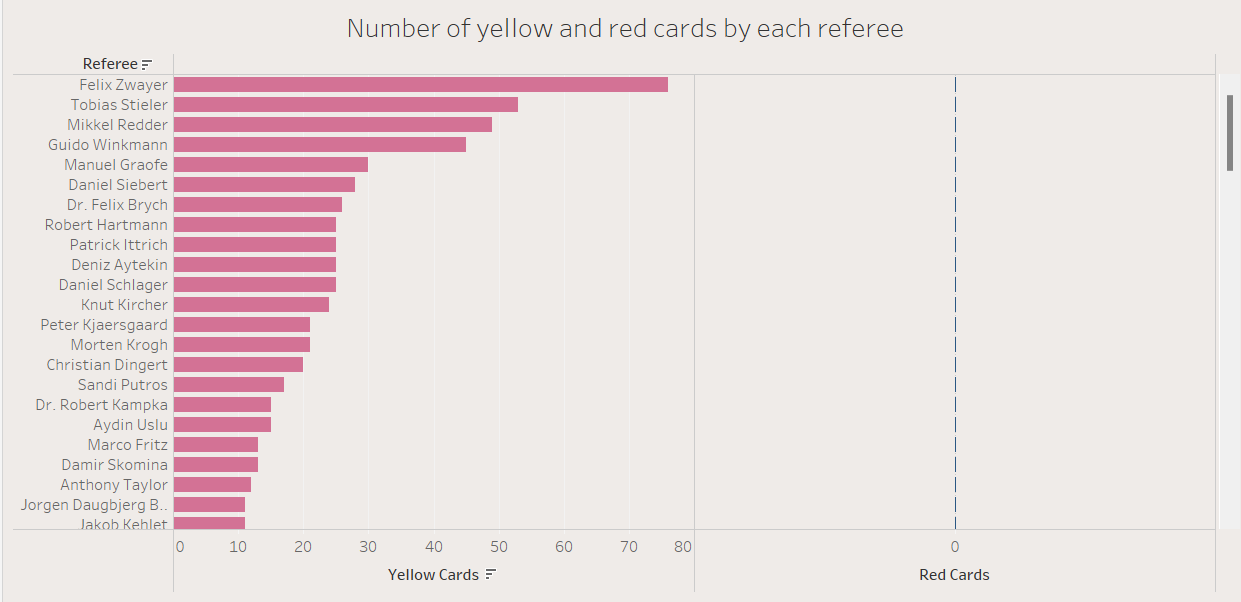 Number of yellow and red cards by each referee
Referee
Felix Zwayer
Tobias Stieler
Mikkel Redder
Guido Winkmann
Manuel Graofe
Daniel Siebert
Dr. Felix Brych
Robert Hartmann
Patrick Ittrich
Deniz Aytekin
Daniel Schlager
Knut Kircher
Peter Kjaersgaard
Morten Krogh
Christian Dingert
Sandi Putros
Dr. Robert Kampka
Aydin Uslu
Marco Fritz
Damir Skomina
Anthony Taylor
Jorgen Daugbjerg B..
Jakob Kehlet
0 10 20 30 40 50 60 70 80 0
Yellow Cards Red Cards